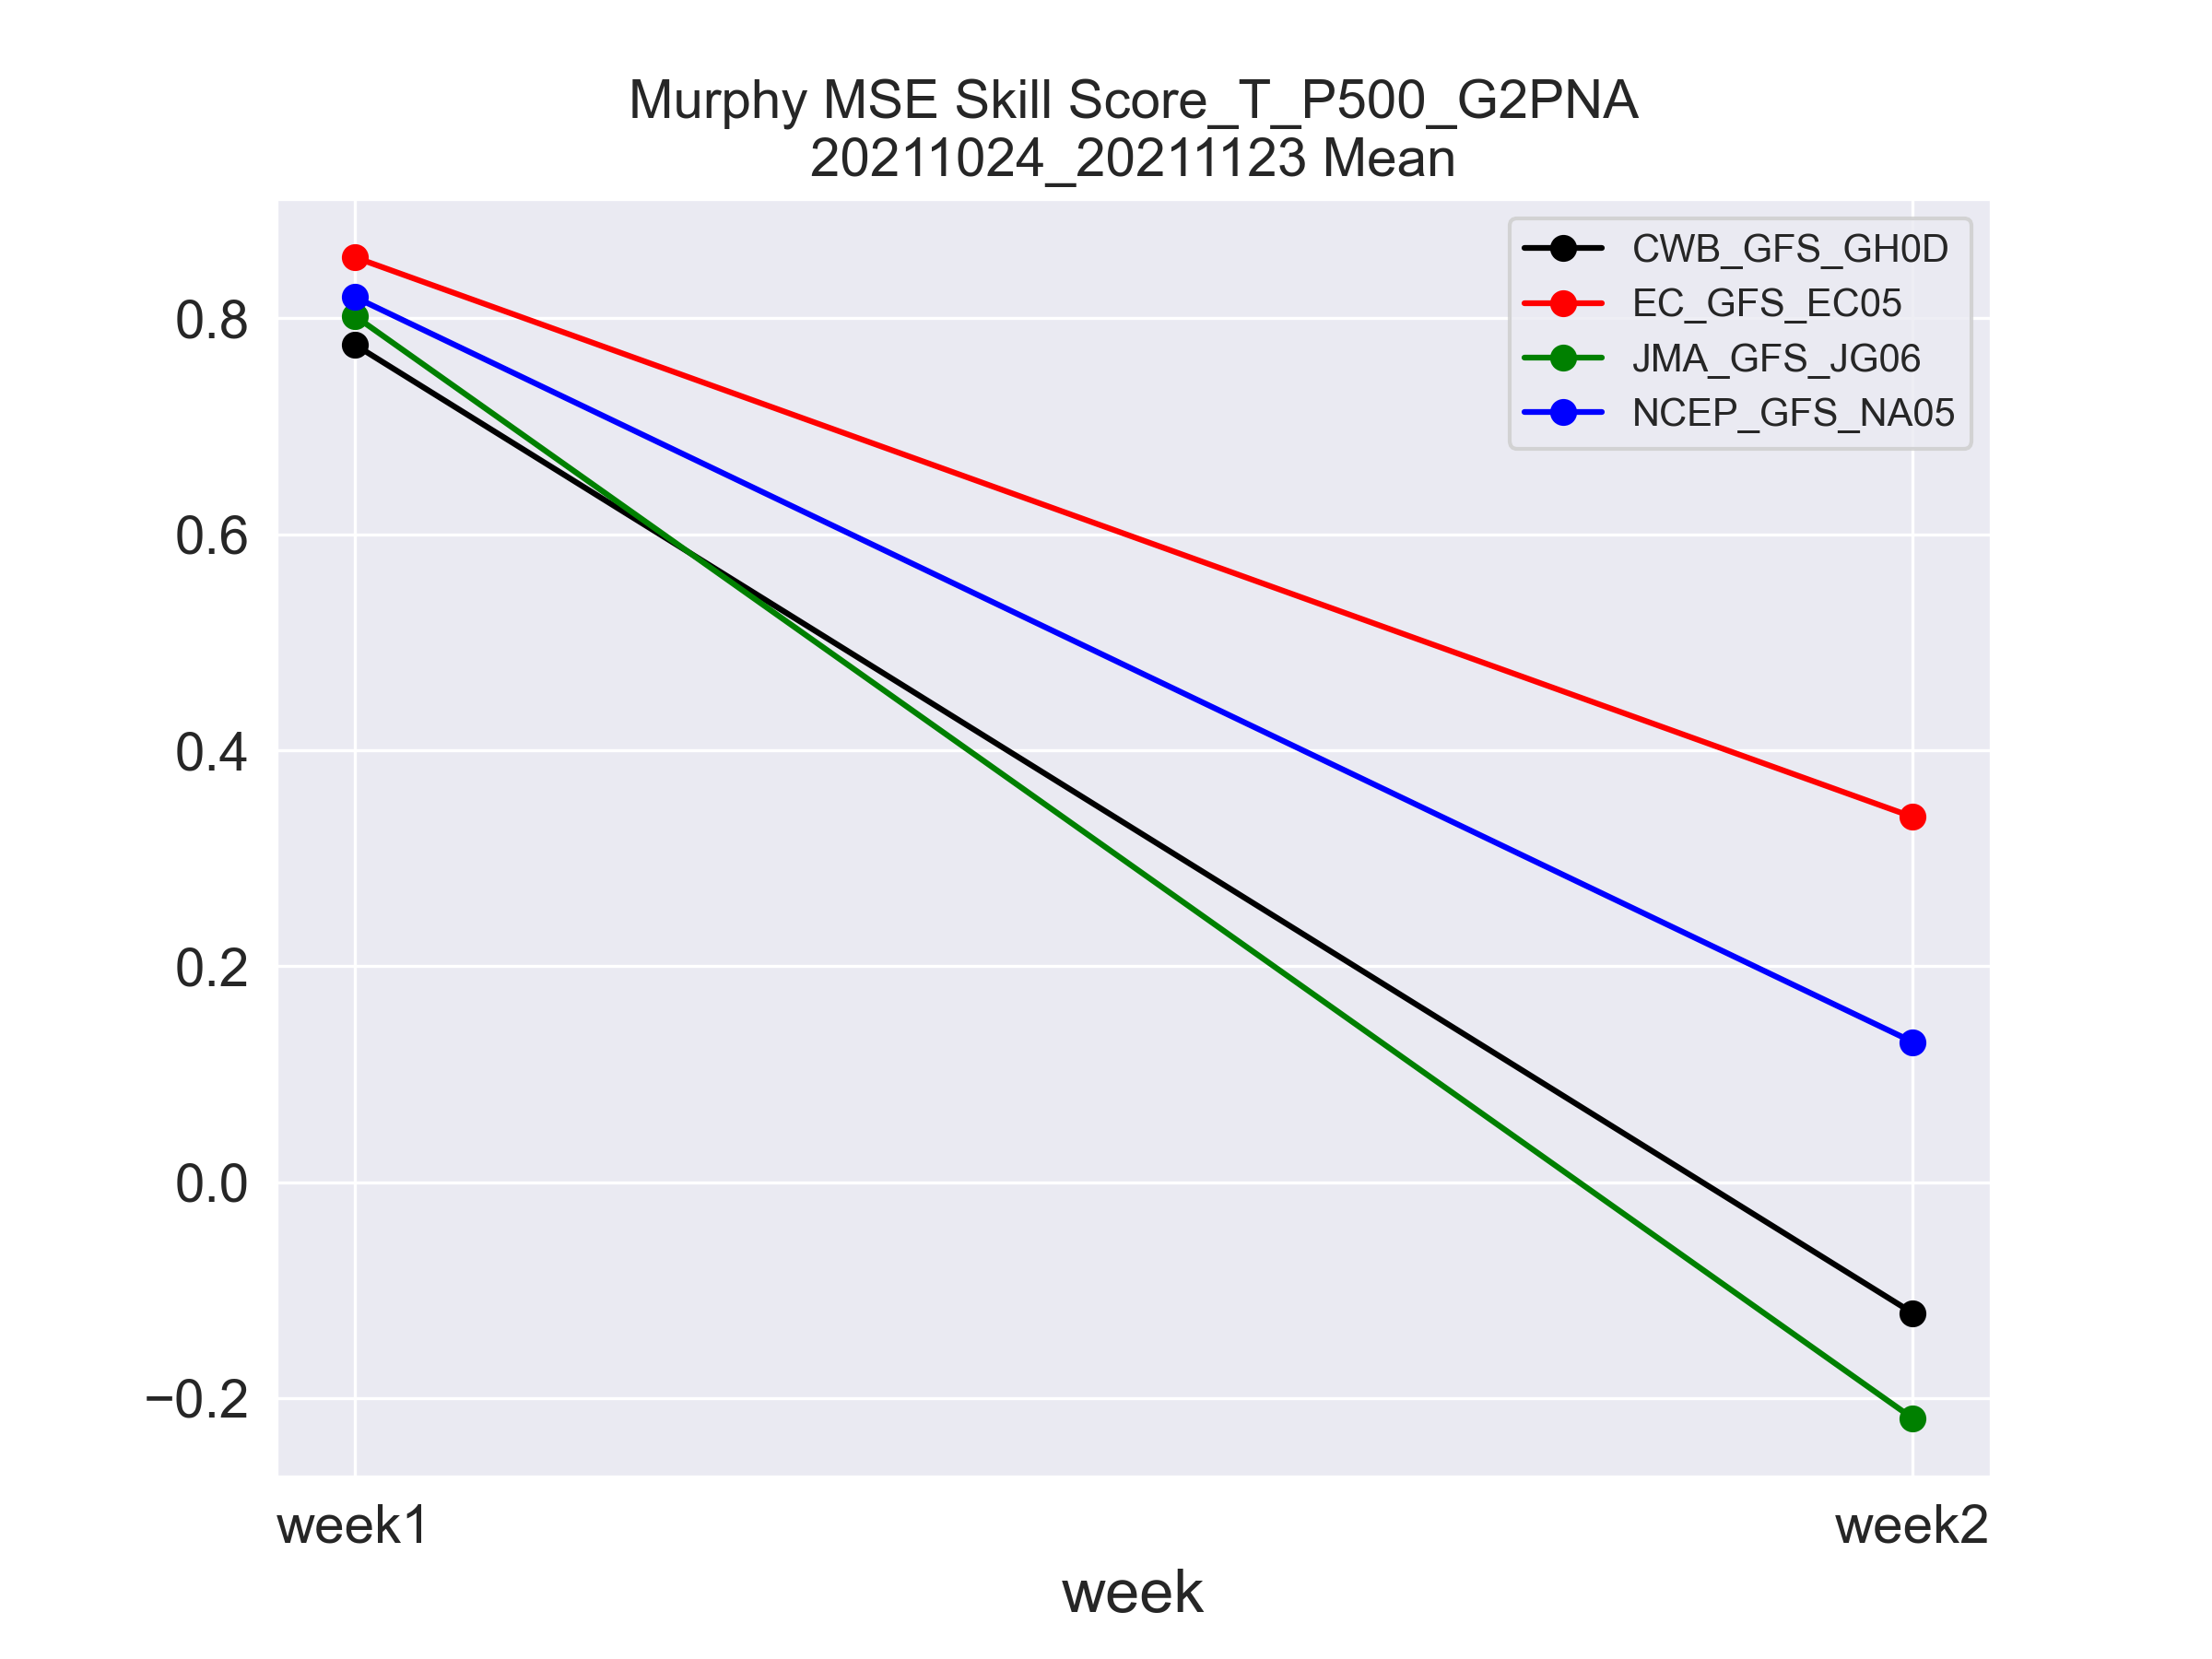 Murphy MSE Skill Score_T_P500_G2PNA
20211024_20211123 Mean
CWB_GFS_GH0D
EC_GFS_EC05
JMA_GFS_JG06
NCEP_GFS_NA05
0.8
0.6
0.4
0.2
0.0
−0.2
week1
week2
week